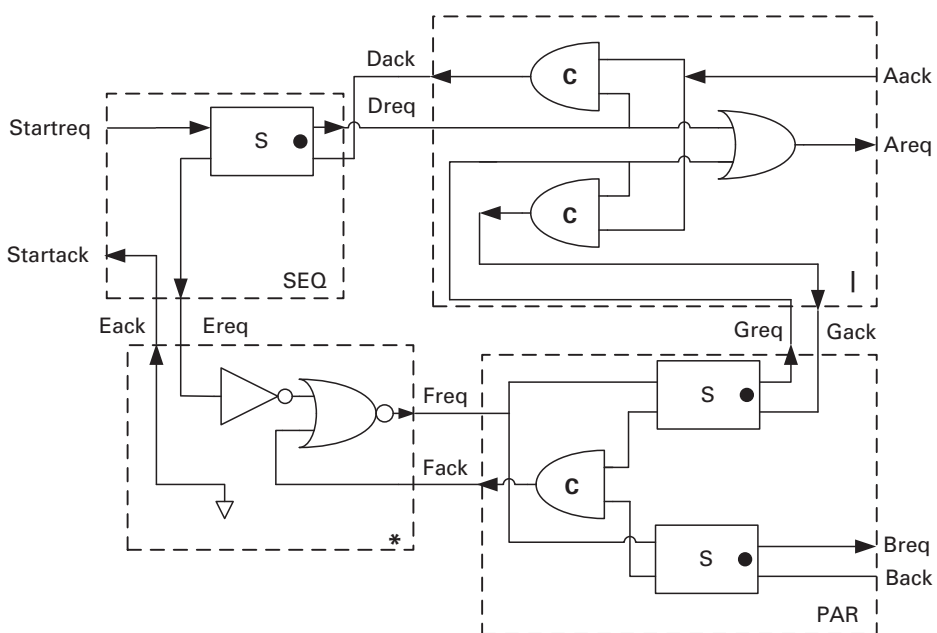 Dack
C
Aack
Startreq
S
Dreq
Areq
C
Startack
SEQ
|
Eack
Ereq
Greq
Gack
Freq
S
Fack
C
S
Breq
Back
*
PAR